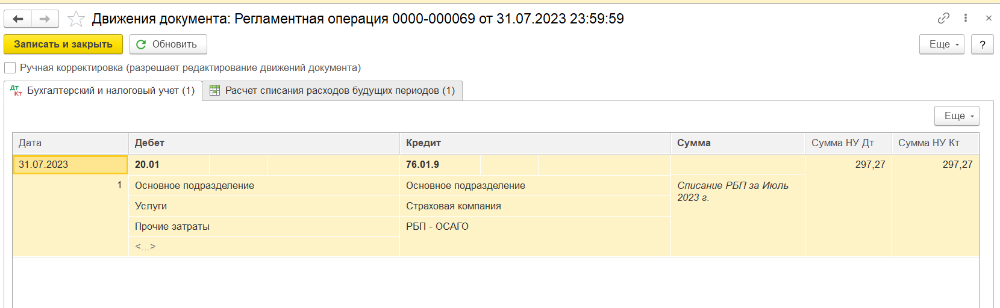 Движения документа: Регламентная операция 0000-000069 от 31.07.2023 23:59:59
Записать и закрыть Обновить Еще ?
Ручная корректировка (разрешает редактирование движений документа)
Дт Кт Бухгалтерский и налоговый учет (1) Расчет списания расходов будущих периодов (1)
Еще
Дата Дебет Кредит Сумма Сумма НУ Дт Сумма НУ Кт
31.07.2023 20.01 76.01.9 297,27 297,27
1 Основное подразделение Основное подразделение Списание РБП за Июль
2023 г.
Услуги Страховая компания
Прочие затраты РБП - ОСАГО
<...>